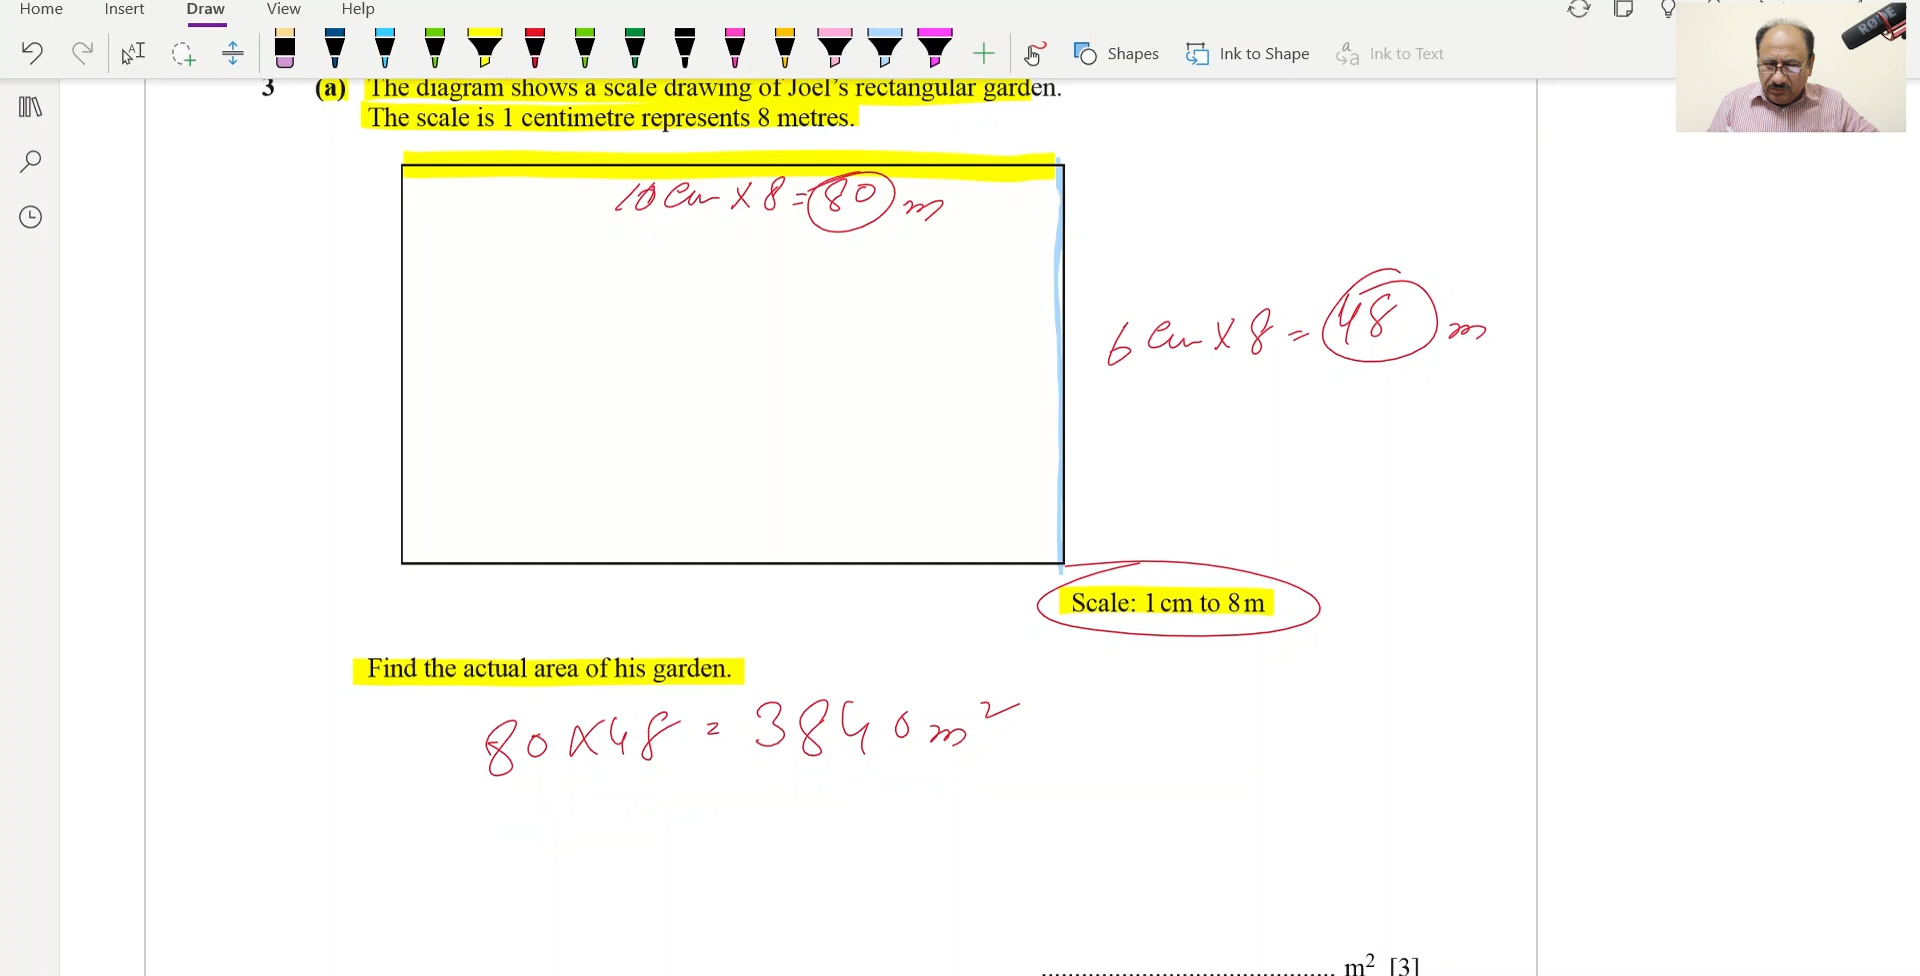 Home Insert Draw View Help
Shapes Ink to Shape Ink to Text
RØDE
3 (a) The diagram shows a scale drawing of Joel's rectangular garden.
The scale is 1 centimetre represents 8 metres.
10 cm x 8 = 80 m
6 cm x 8 = 48 m
Scale: 1 cm to 8 m
Find the actual area of his garden.
80 x 48 = 3840 m²
........................................... m² [3]